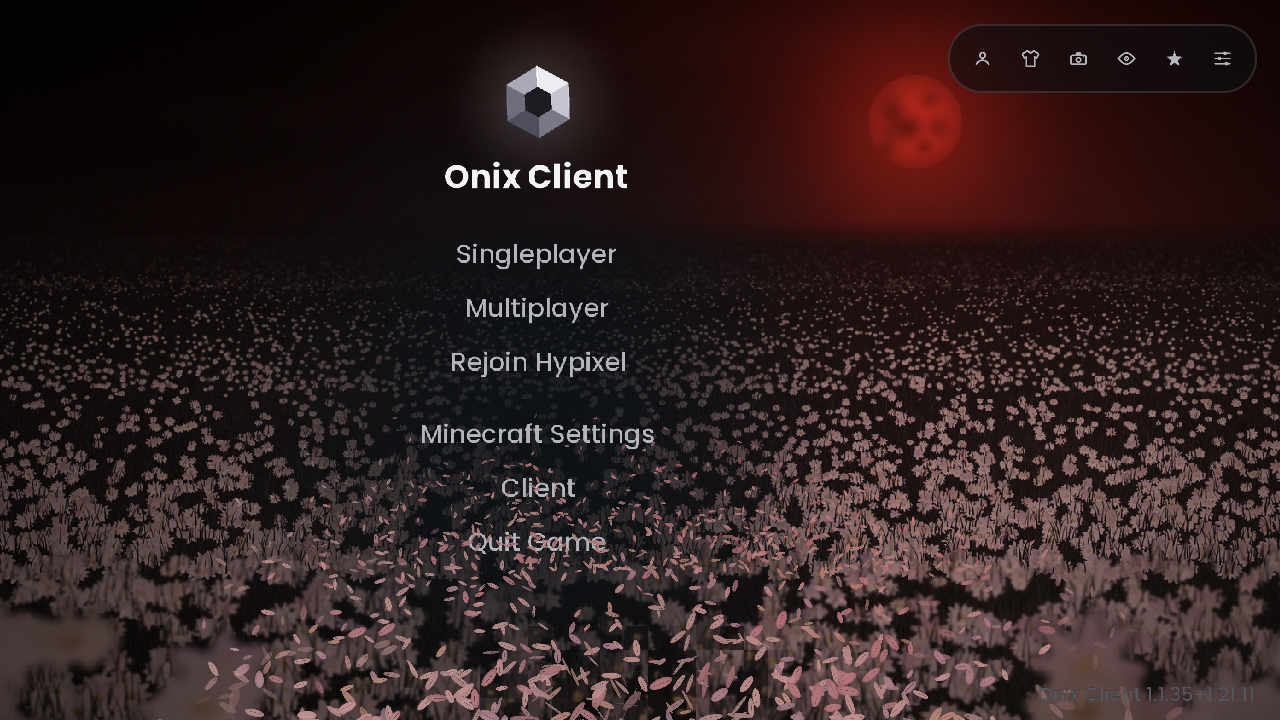 Onix Client
Singleplayer
Multiplayer
Rejoin Hypixel
Minecraft Settings
Client
Quit Game
Onix Client 1.1.35+1.21.11